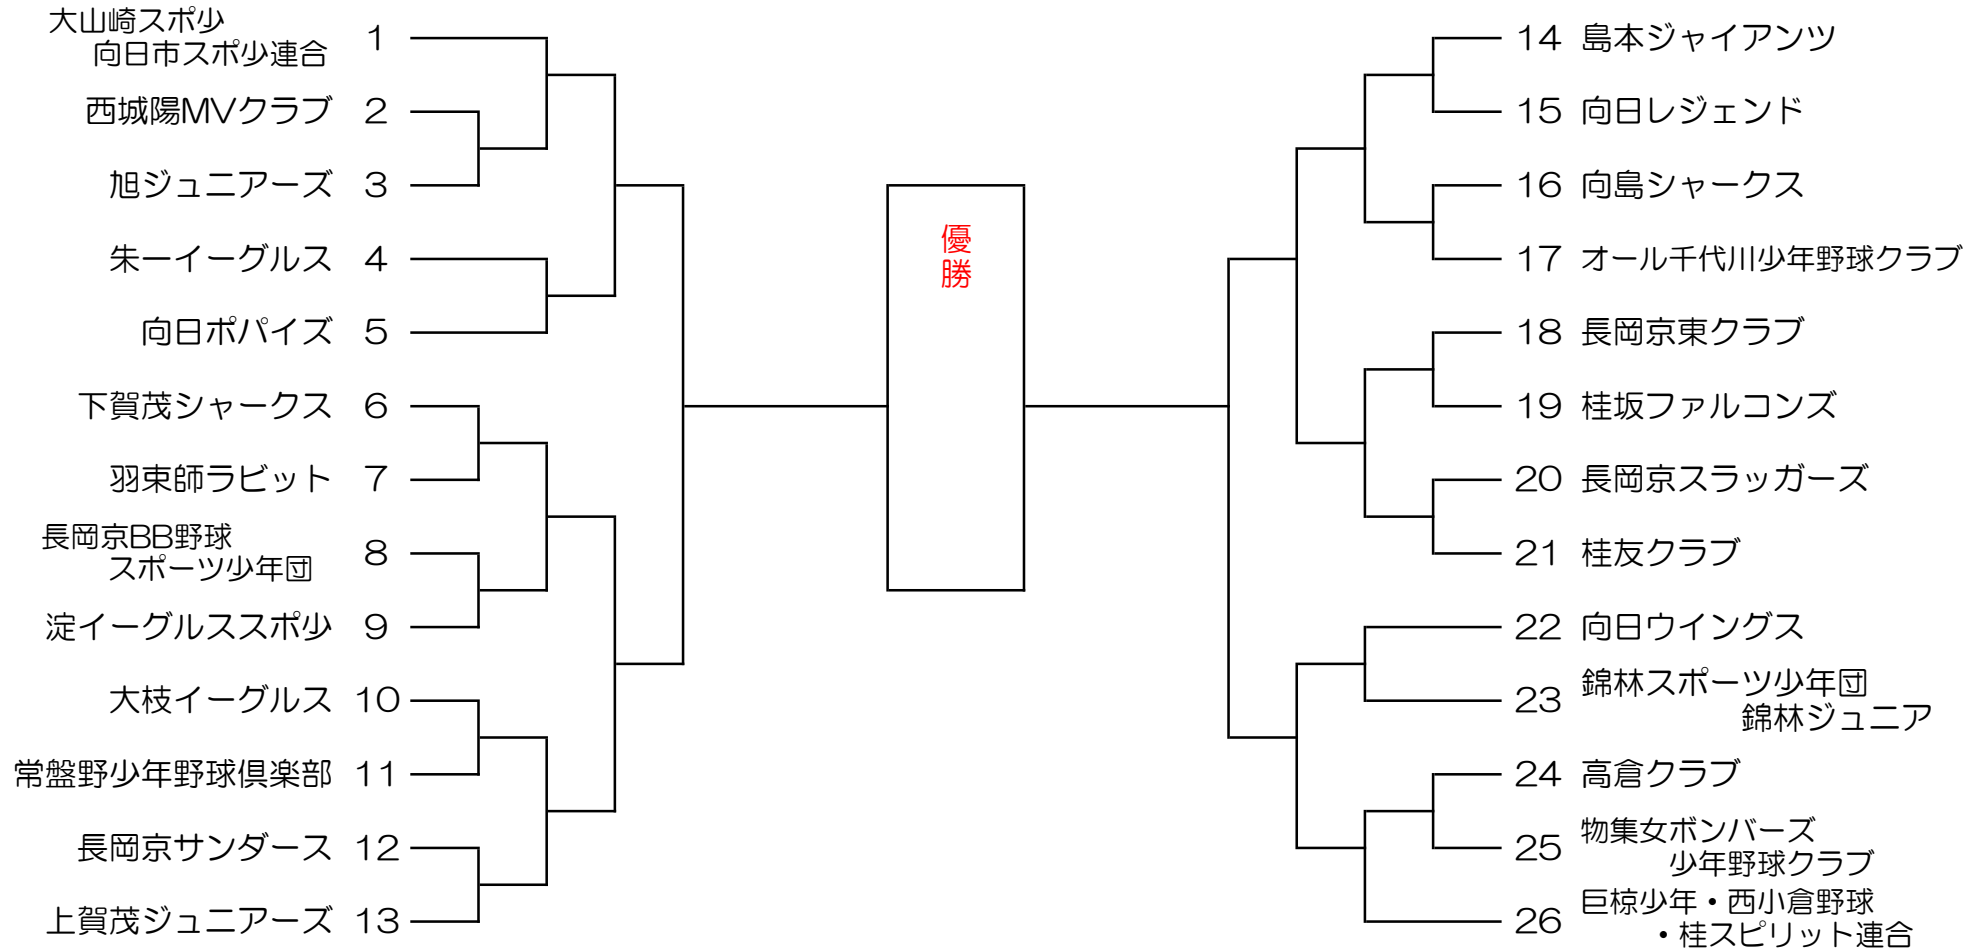 大山崎スポ少
向日市スポ少連合 1
西城陽MVクラブ 2
旭ジュニアーズ 3
朱一イーグルス 4
向日ポパイズ 5
下賀茂シャークス 6
羽束師ラビット 7
長岡京BB野球
スポーツ少年団 8
淀イーグルススポ少 9
大枝イーグルス 10
常盤野少年野球倶楽部 11
長岡京サンダース 12
上賀茂ジュニアーズ 13
優
勝
14 島本ジャイアンツ
15 向日レジェンド
16 向島シャークス
17 オール千代川少年野球クラブ
18 長岡京東クラブ
19 桂坂ファルコンズ
20 長岡京スラッガーズ
21 桂友クラブ
22 向日ウイングス
23 錦林スポーツ少年団
錦林ジュニア
24 高倉クラブ
25 物集女ボンバーズ
少年野球クラブ
26 巨椋少年・西小倉野球
・桂スピリット連合